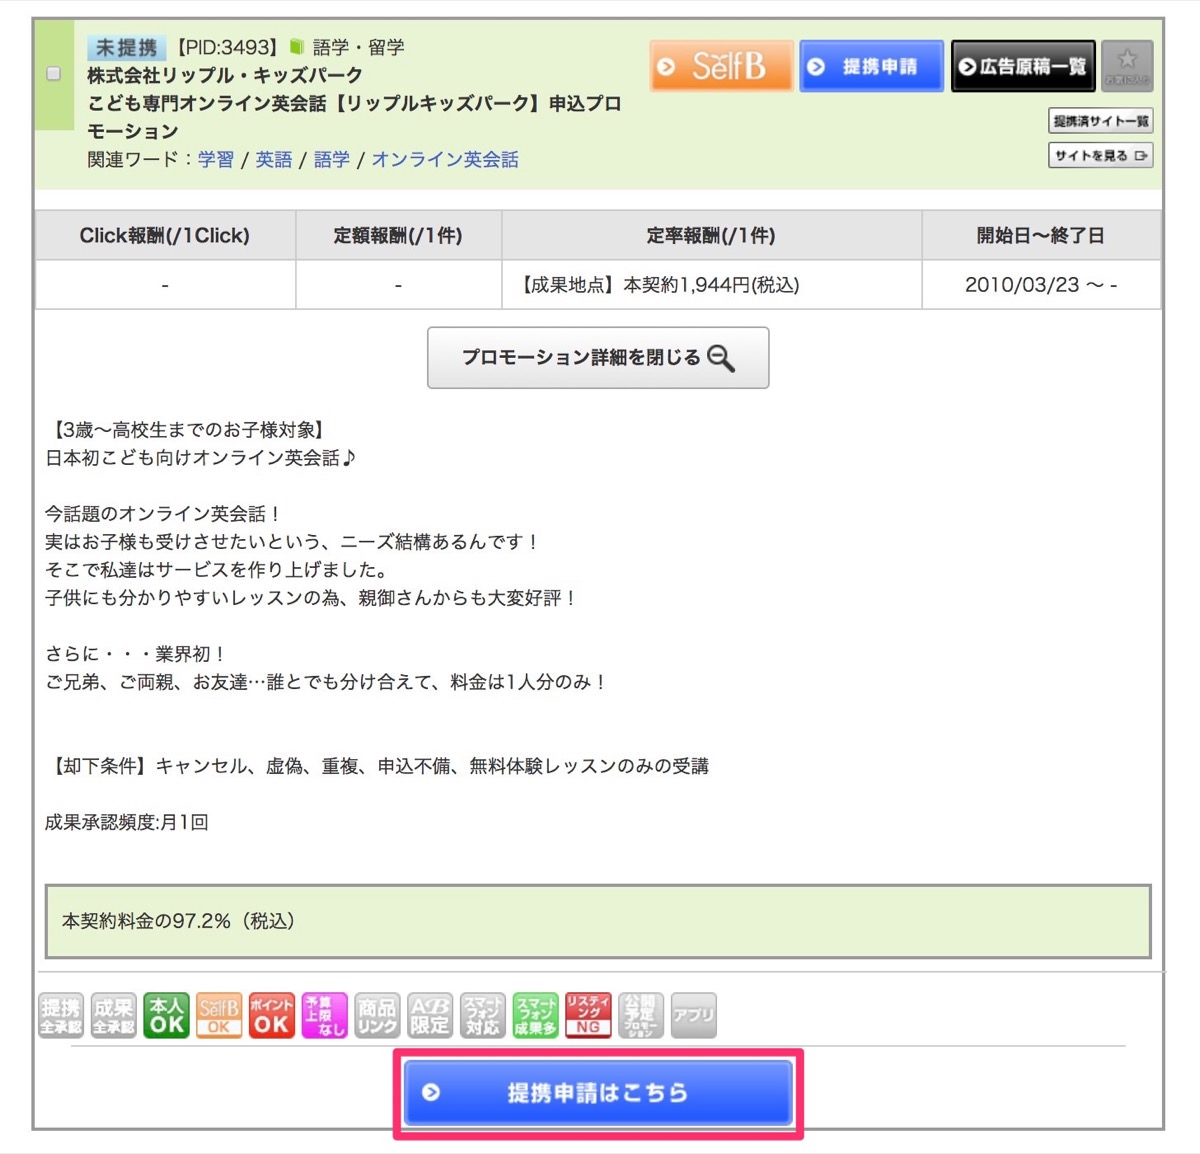 未提携 【PID:3493】 語学・留学
株式会社リップル・キッズパーク
こども専門オンライン英会話【リップルキッズパーク】申込プロ
モーション
関連ワード：学習 / 英語 / 語学 / オンライン英会話
SelfB
提携申請
広告原稿一覧
お気に入り
提携済サイト一覧
サイトを見る
Click報酬(/1Click) 定額報酬(/1件) 定率報酬(/1件) 開始日〜終了日
- - 【成果地点】本契約1,944円(税込) 2010/03/23 〜 -
プロモーション詳細を閉じる
【3歳〜高校生までのお子様対象】
日本初こども向けオンライン英会話♪
今話題のオンライン英会話！
実はお子様も受けさせたいという、ニーズ結構あるんです！
そこで私達はサービスを作り上げました。
子供にも分かりやすいレッスンの為、親御さんからも大変好評！
さらに・・・業界初！
ご兄弟、ご両親、お友達…誰とでも分け合えて、料金は1人分のみ！
【却下条件】キャンセル、虚偽、重複、申込不備、無料体験レッスンのみの受講
成果承認頻度:月1回
本契約料金の97.2%（税込）
提携
全承認
成果
全承認
本人
OK
SelfB
OK
ポイント
OK
予算
上限
なし
商品
リンク
A8
限定
スマート
フォン
対応
スマート
フォン
成果多
リスティ
ング
NG
公開
予定
プロモー
ション
アプリ
提携申請はこちら